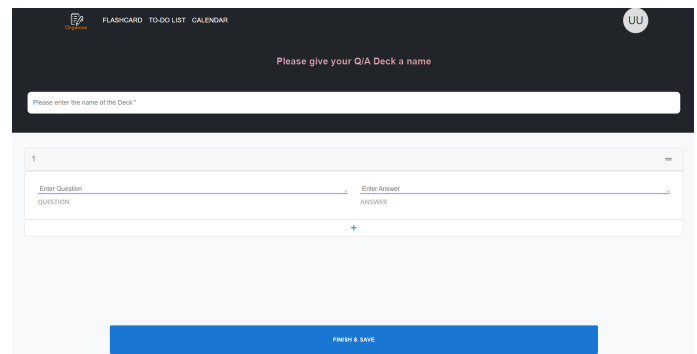 FLASHCARD TO-DO LIST CALENDAR UU
Organise
Please give your Q/A Deck a name
Please enter the name of the Deck *
1
Enter Question Enter Answer
QUESTION ANSWER
+
FINISH & SAVE